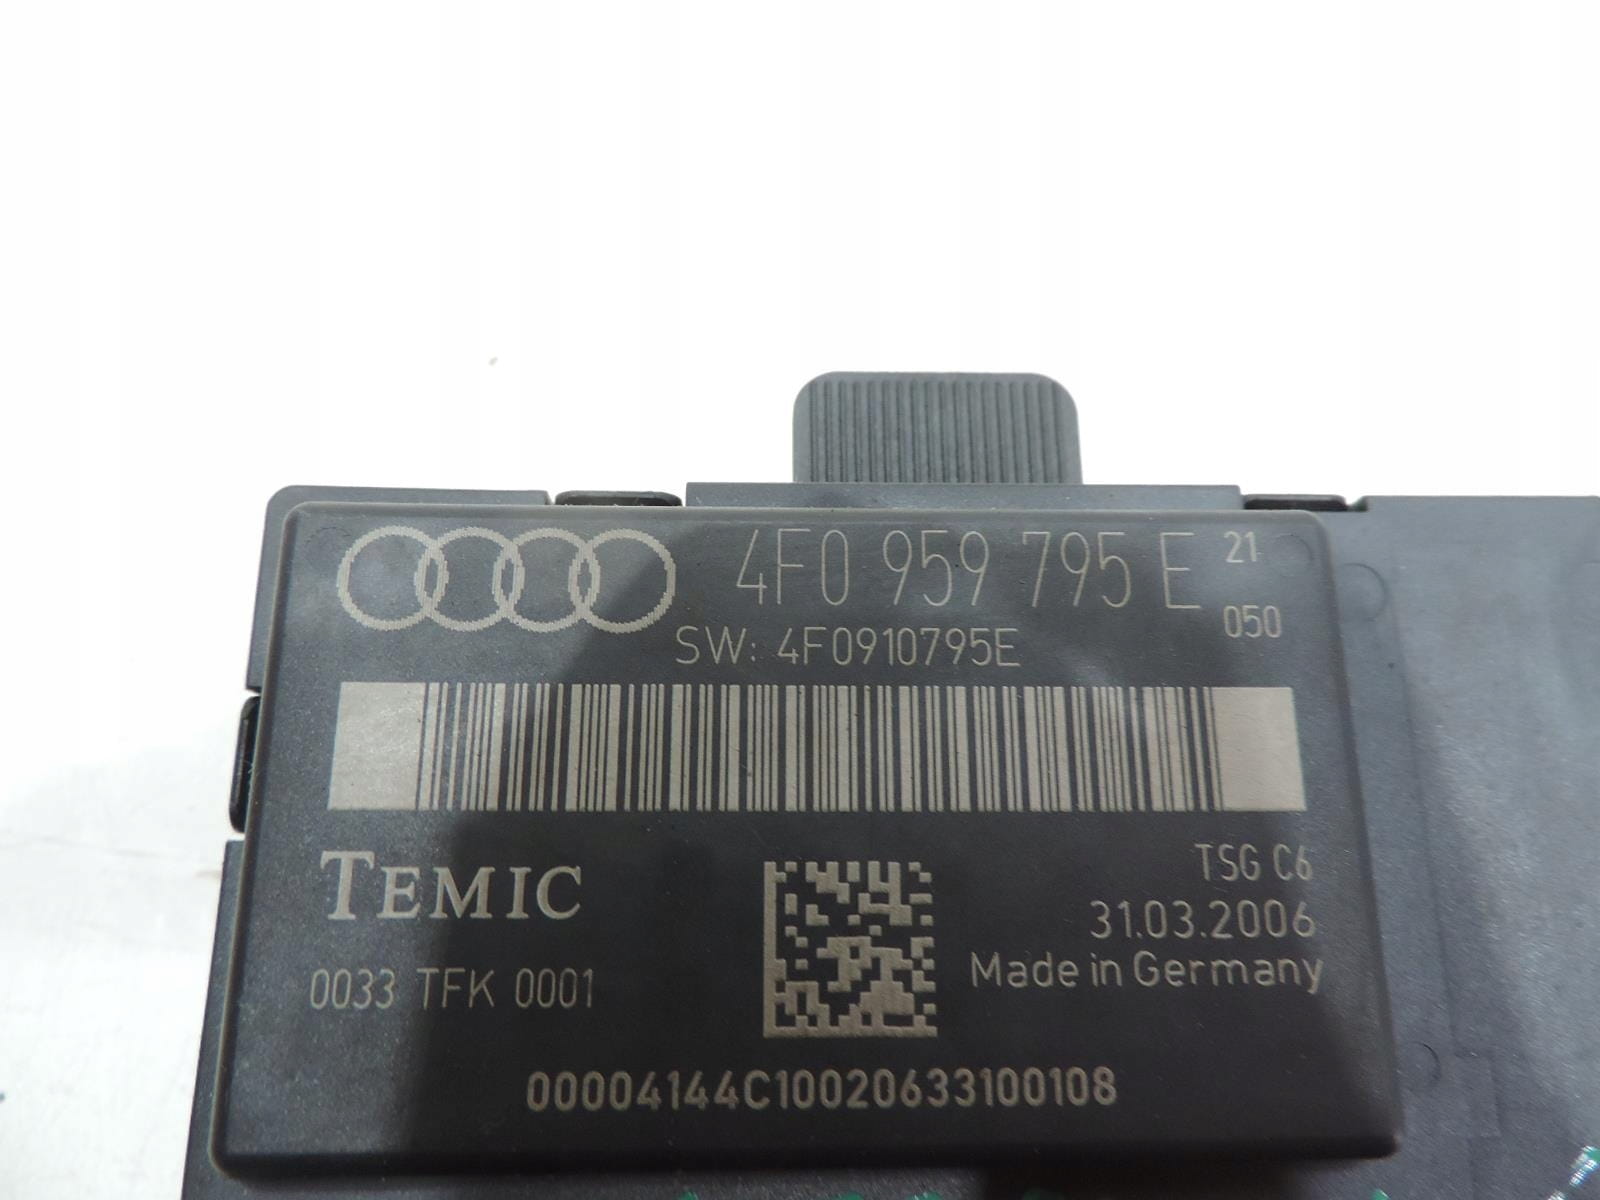 4F0 959 795 E 21
050
SW: 4F0910795E
TEMIC
TSG C6
31.03.2006
Made in Germany
0033 TFK 0001
00004144C10020633100108